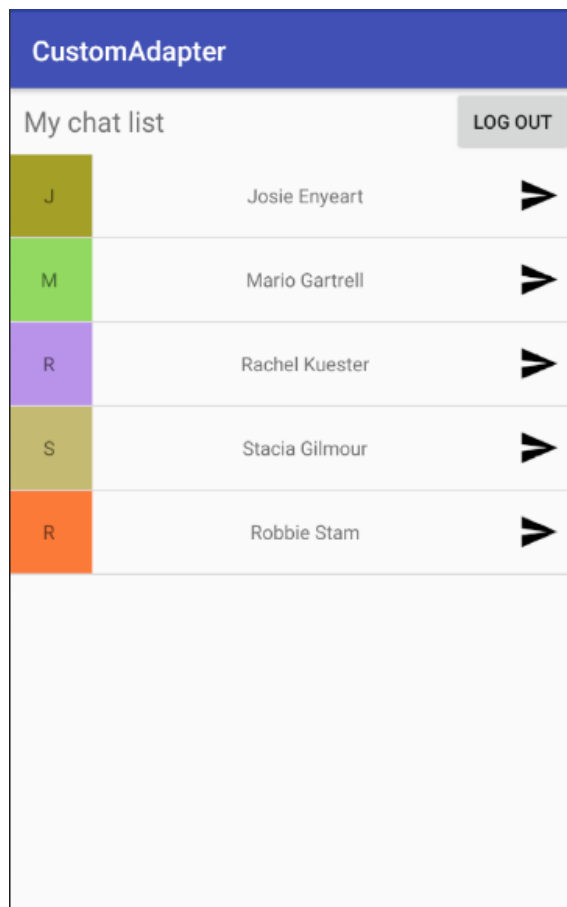 CustomAdapter
My chat list LOG OUT
J Josie Enyeart
M Mario Gartrell
R Rachel Kuester
S Stacia Gilmour
R Robbie Stam